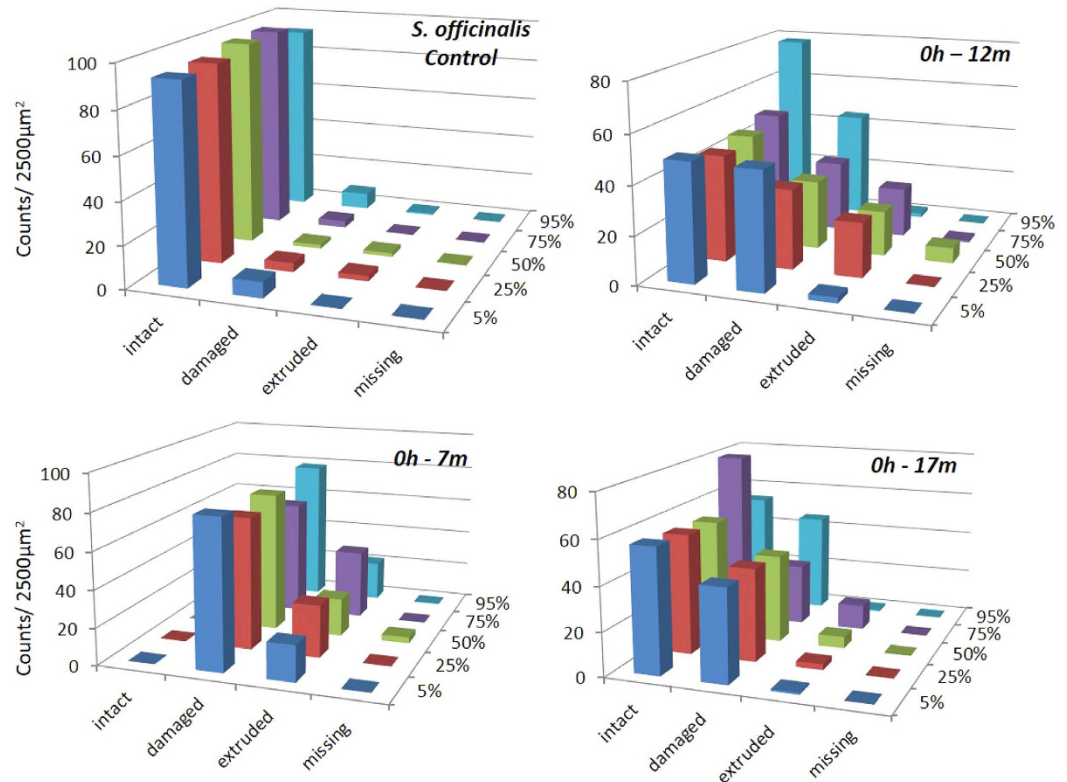 S. officinalis
Control
Counts/ 2500µm²
100
80
60
40
20
0
intact
damaged
extruded
missing
5%
25%
50%
75%
95%
0h – 12m
80
60
40
20
0
intact
damaged
extruded
missing
5%
25%
50%
75%
95%
0h - 7m
Counts/ 2500µm²
100
80
60
40
20
0
intact
damaged
extruded
missing
5%
25%
50%
75%
95%
0h - 17m
80
60
40
20
0
intact
damaged
extruded
missing
5%
25%
50%
75%
95%